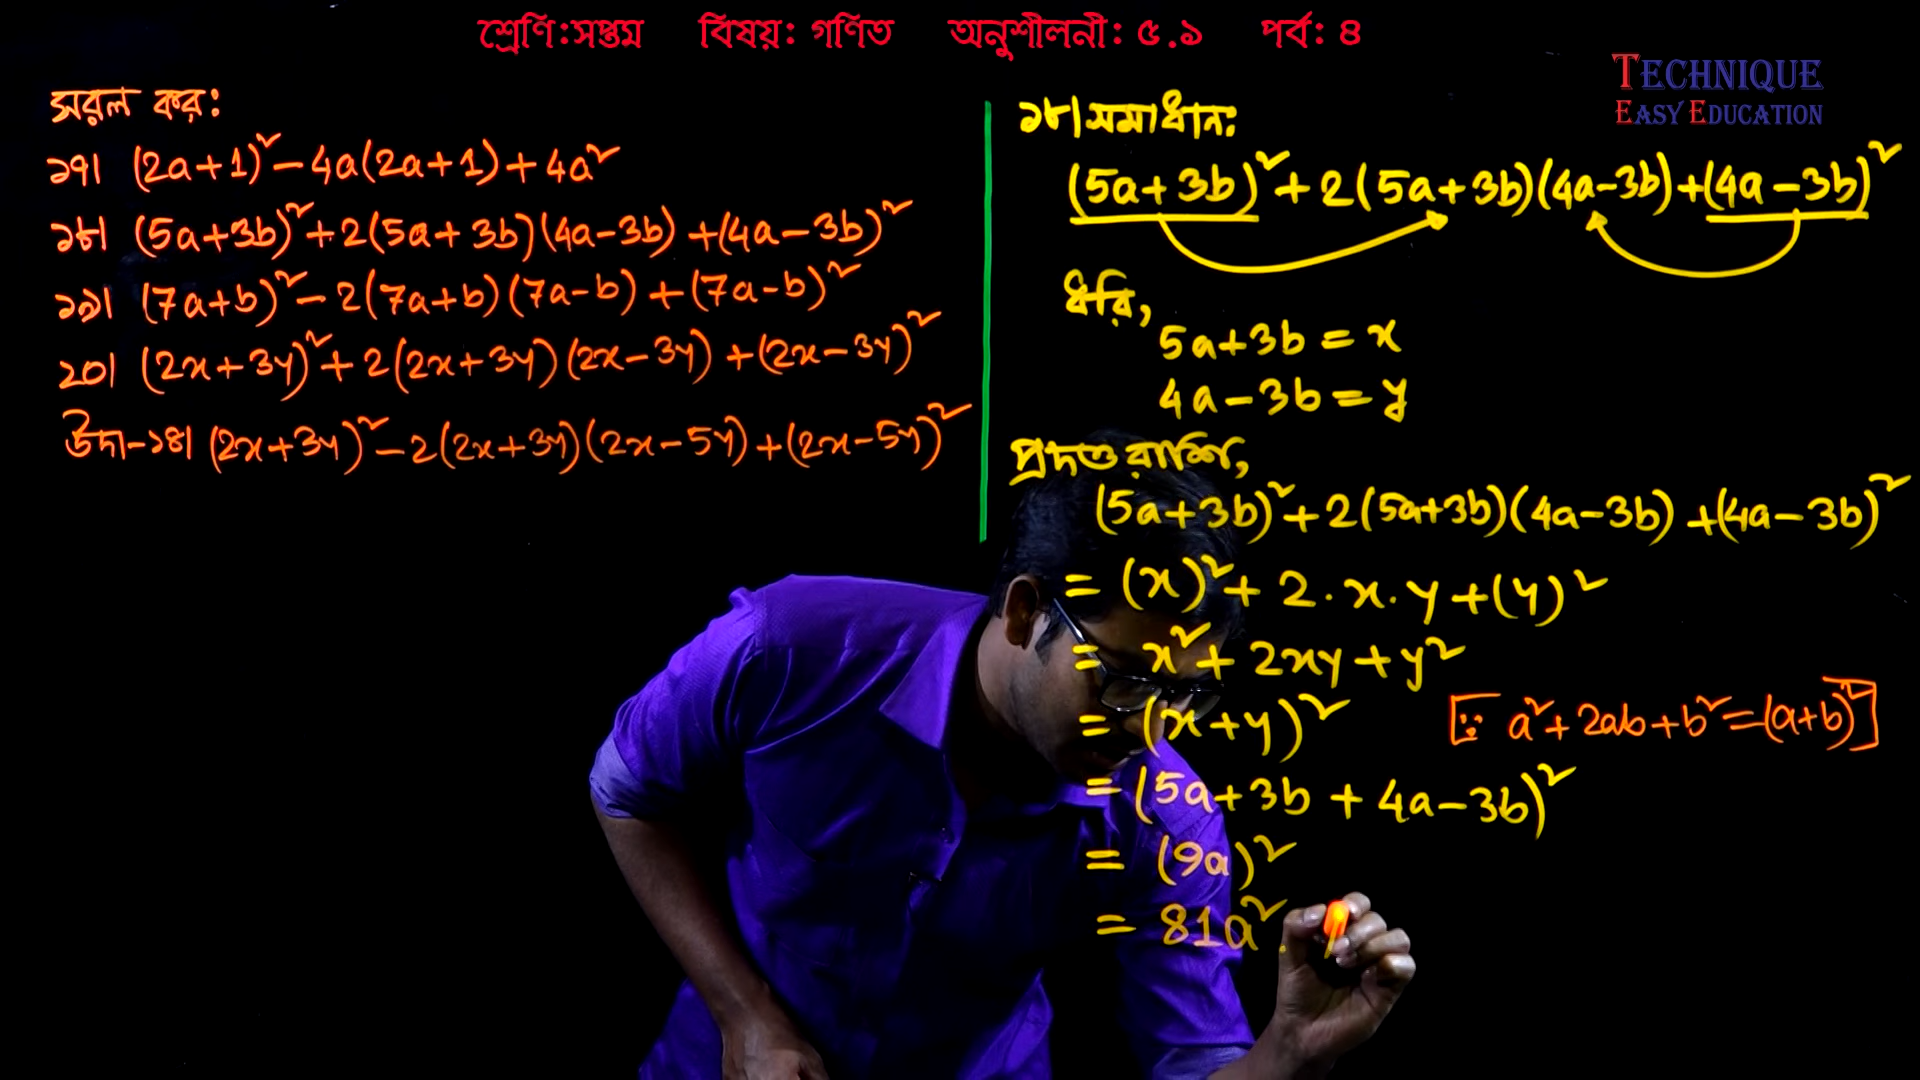 শ্রেণি:সপ্তম বিষয়: গণিত অনুশীলনী: ৫.১ পর্ব: ৪
TECHNIQUE
EASY EDUCATION
সরল কর:
১৭। (2a+1)² − 4a(2a+1) + 4a²
১৮। (5a+3b)² + 2(5a+3b)(4a−3b) + (4a−3b)²
১৯। (7a+b)² − 2(7a+b)(7a−b) + (7a−b)²
২০। (2x+3y)² + 2(2x+3y)(2x−3y) + (2x−3y)²
উদা-১৪। (2x+3y)² − 2(2x+3y)(2x−5y) + (2x−5y)²
১৮। সমাধান:
(5a+3b)² + 2(5a+3b)(4a−3b) + (4a−3b)²
ধরি,
5a+3b = x
4a−3b = y
প্রদত্ত রাশি,
(5a+3b)² + 2(5a+3b)(4a−3b) + (4a−3b)²
= (x)² + 2.x.y + (y)²
= x² + 2xy + y²
= (x+y)² [∵ a²+2ab+b² = (a+b)²]
= (5a+3b + 4a−3b)²
= (9a)²
= 81a²